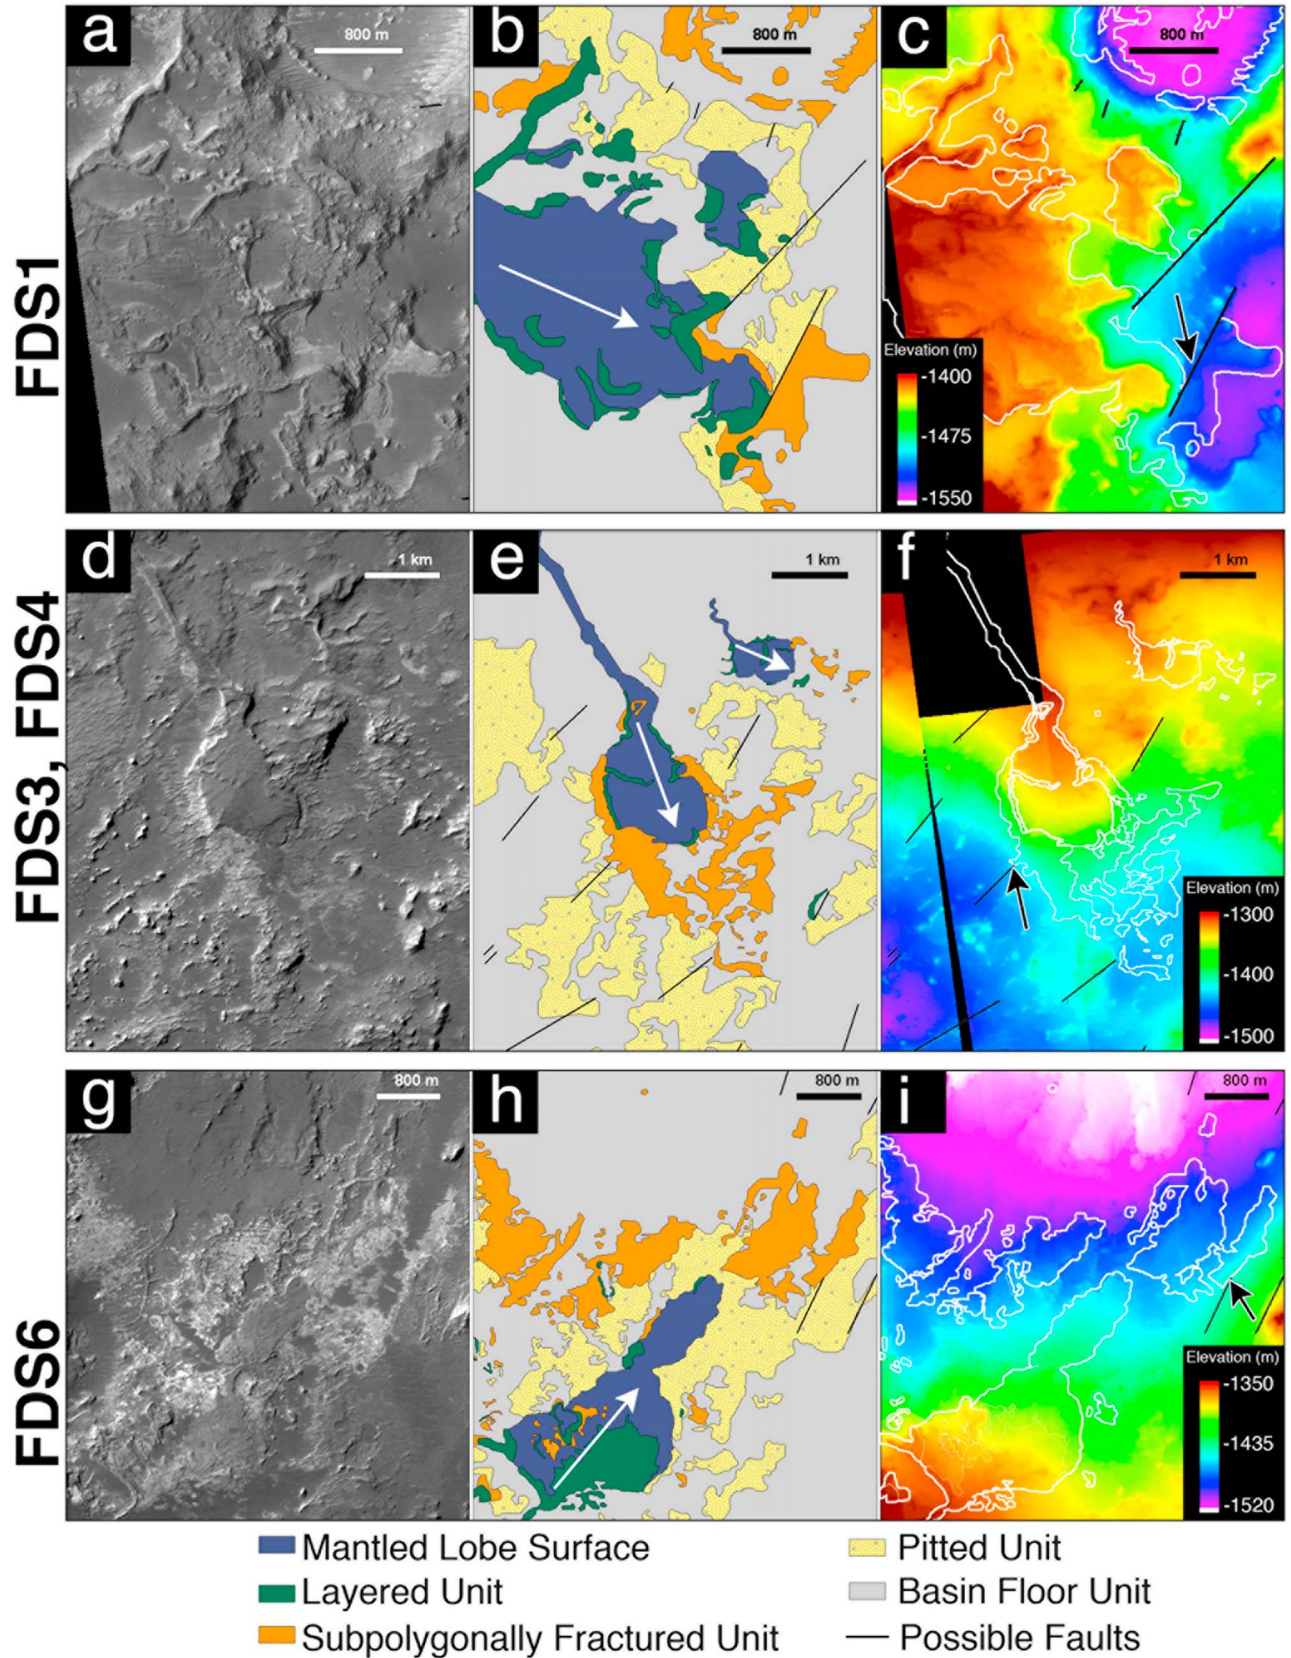 a
800 m
b
800 m
c
800 m
FDS1
Elevation (m)
-1400
-1475
-1550
d
1 km
e
1 km
f
1 km
FDS3, FDS4
Elevation (m)
-1300
-1400
-1500
g
800 m
h
800 m
i
800 m
FDS6
Elevation (m)
-1350
-1435
-1520
Mantled Lobe Surface
Pitted Unit
Layered Unit
Basin Floor Unit
Subpolygonally Fractured Unit
Possible Faults